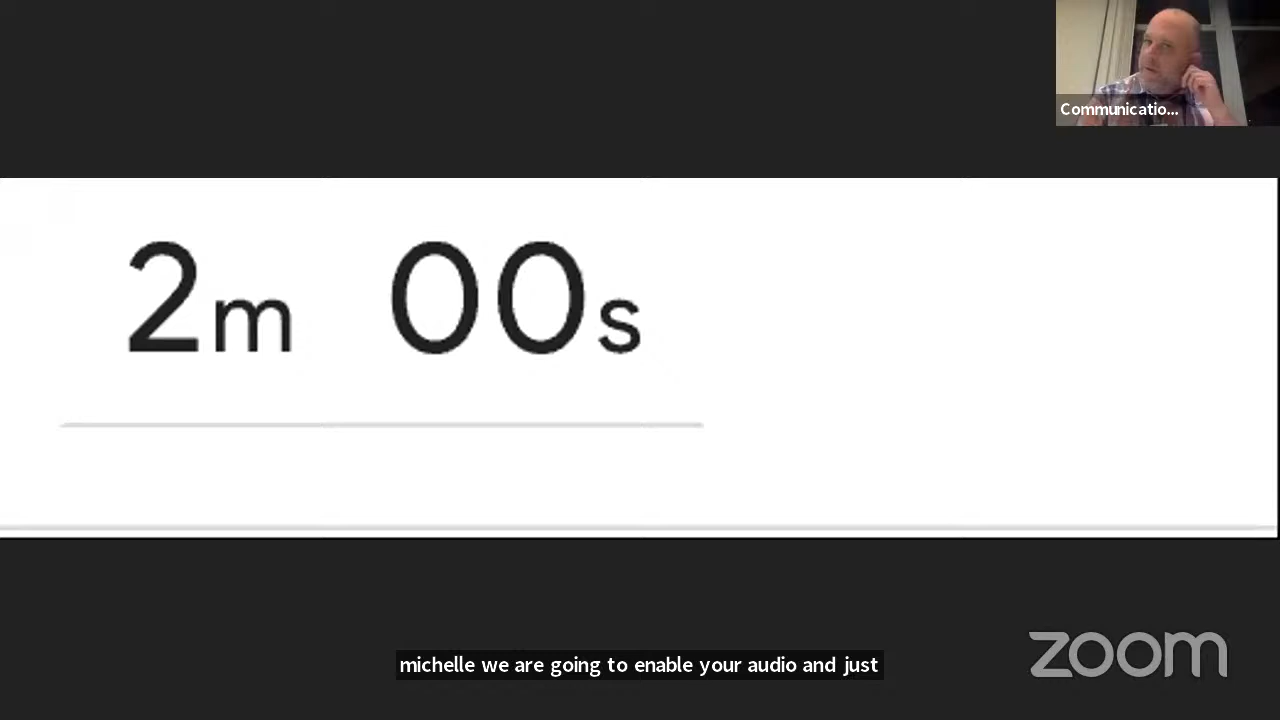 Communicatio...
2m 00s
michelle we are going to enable your audio and just
zoom